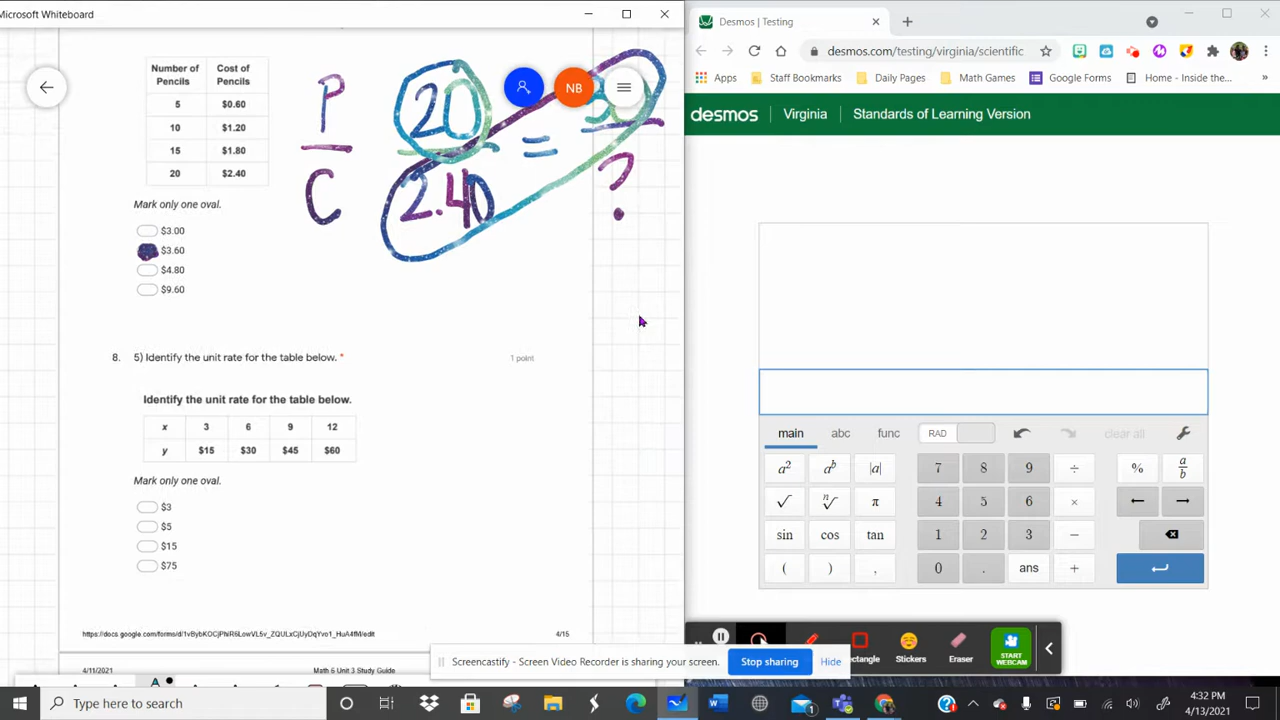 Microsoft Whiteboard
Desmos | Testing
desmos.com/testing/virginia/scientific
Apps Staff Bookmarks Daily Pages Math Games Google Forms Home - Inside the... »
desmos Virginia Standards of Learning Version
NB
Number of Pencils Cost of Pencils
5 $0.60
10 $1.20
15 $1.80
20 $2.40
P
C
20
2.40
=
?
Mark only one oval.
$3.00
$3.60
$4.80
$9.60
8. 5) Identify the unit rate for the table below. * 1 point
Identify the unit rate for the table below.
x 3 6 9 12
y $15 $30 $45 $60
Mark only one oval.
$3
$5
$15
$75
4/15
4/11/2021 Math 6 Unit 3 Study Guide
main abc func RAD clear all
a² aᵇ |a| 7 8 9 ÷ % a/b
√ ⁿ√ π 4 5 6 × ← →
sin cos tan 1 2 3 −
( ) , 0 . ans +
Stickers Eraser START WEBCAM
Screencastify - Screen Video Recorder is sharing your screen. Stop sharing Hide
Type here to search
4:32 PM
4/13/2021